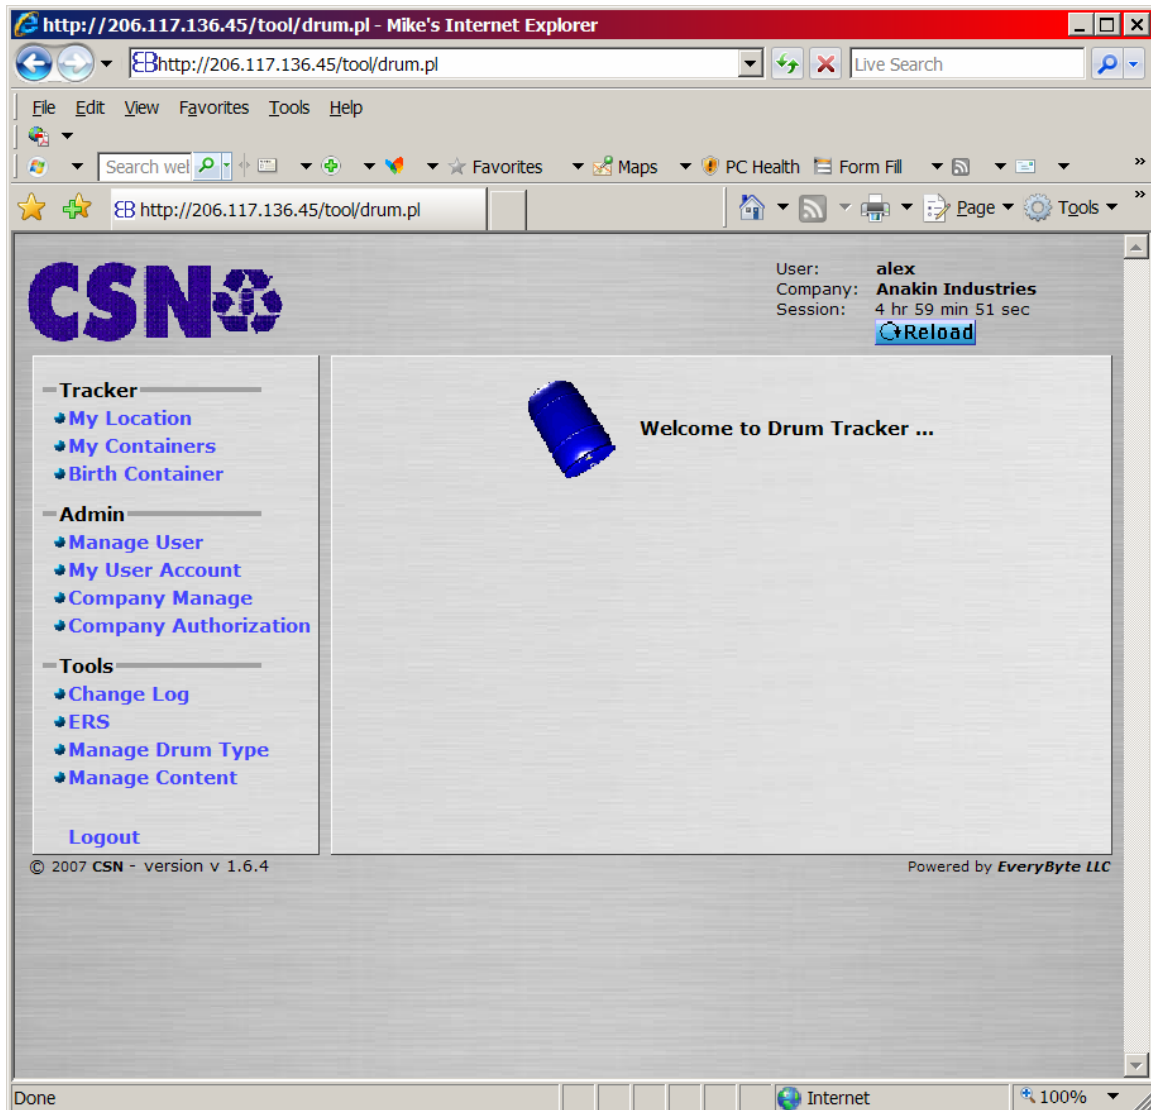 http://206.117.136.45/tool/drum.pl - Mike's Internet Explorer
http://206.117.136.45/tool/drum.pl Live Search
File Edit View Favorites Tools Help
Search wel Favorites Maps PC Health Form Fill »
http://206.117.136.45/tool/drum.pl Page Tools »
CSN
User: alex
Company: Anakin Industries
Session: 4 hr 59 min 51 sec
Reload
Tracker
My Location
My Containers
Birth Container
Admin
Manage User
My User Account
Company Manage
Company Authorization
Tools
Change Log
ERS
Manage Drum Type
Manage Content
Logout
Welcome to Drum Tracker ...
© 2007 CSN - version v 1.6.4
Powered by EveryByte LLC
Done Internet 100%